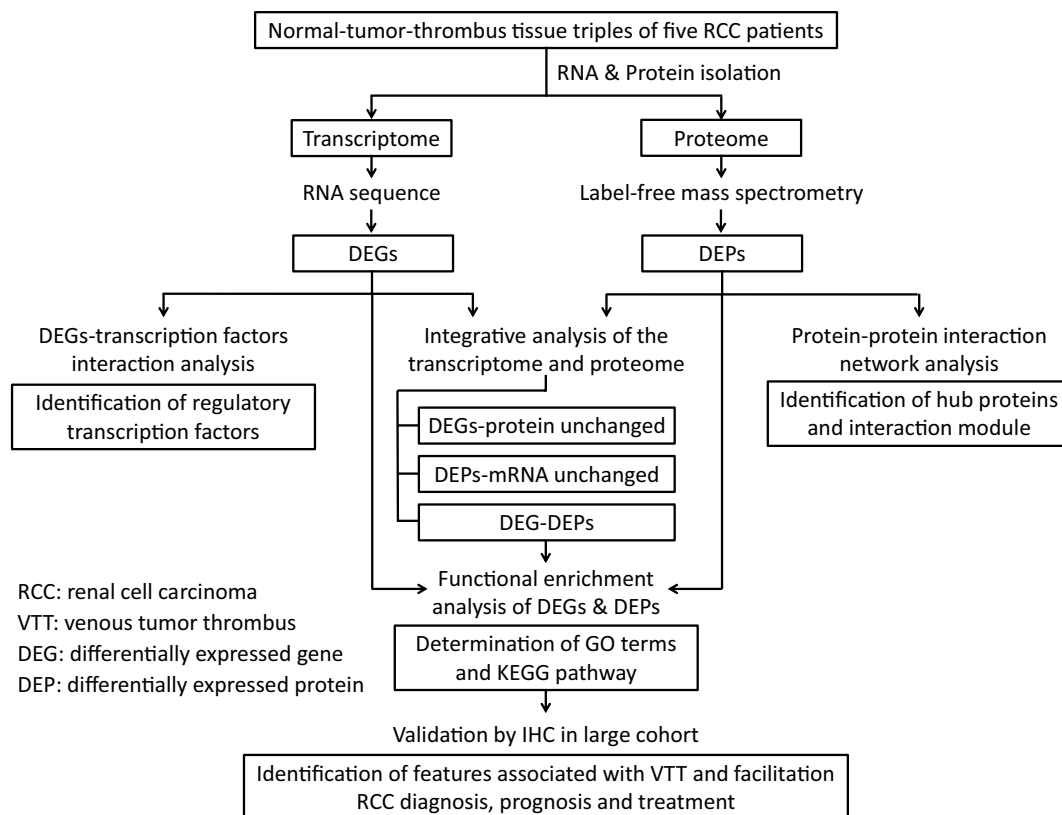 Normal-tumor-thrombus tissue triples of five RCC patients
RNA & Protein isolation
Transcriptome
Proteome
RNA sequence
Label-free mass spectrometry
DEGs
DEPs
DEGs-transcription factors
interaction analysis
Identification of regulatory
transcription factors
Integrative analysis of the
transcriptome and proteome
DEGs-protein unchanged
DEPs-mRNA unchanged
DEG-DEPs
Protein-protein interaction
network analysis
Identification of hub proteins
and interaction module
Functional enrichment
analysis of DEGs & DEPs
Determination of GO terms
and KEGG pathway
RCC: renal cell carcinoma
VTT: venous tumor thrombus
DEG: differentially expressed gene
DEP: differentially expressed protein
Validation by IHC in large cohort
Identification of features associated with VTT and facilitation
RCC diagnosis, prognosis and treatment